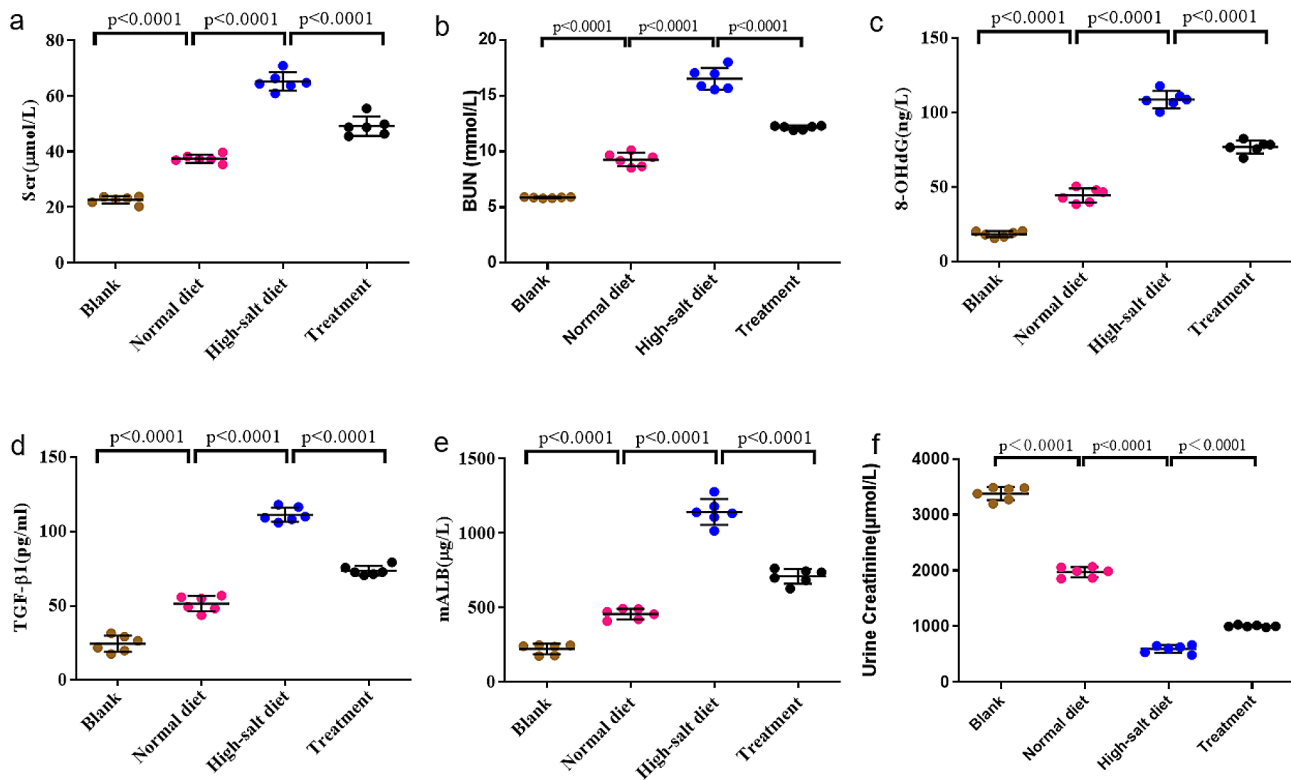 a
p<0.0001 p<0.0001 p<0.0001
Scr(μmol/L)
80
60
40
20
0
Blank
Normal diet
High-salt diet
Treatment
b
p<0.0001 p<0.0001 p<0.0001
BUN (mmol/L)
20
15
10
5
0
Blank
Normal diet
High-salt diet
Treatment
c
p<0.0001 p<0.0001 p<0.0001
8-OHdG(ng/L)
150
100
50
0
Blank
Normal diet
High-salt diet
Treatment
d
p<0.0001 p<0.0001 p<0.0001
TGF-β1(pg/ml)
150
100
50
0
Blank
Normal diet
High-salt diet
Treatment
e
p<0.0001 p<0.0001 p<0.0001
mALB(μg/L)
1500
1000
500
0
Blank
Normal diet
High-salt diet
Treatment
f
p<0.0001 p<0.0001 p<0.0001
Urine Creatinine(μmol/L)
4000
3000
2000
1000
0
Blank
Normal diet
High-salt diet
Treatment